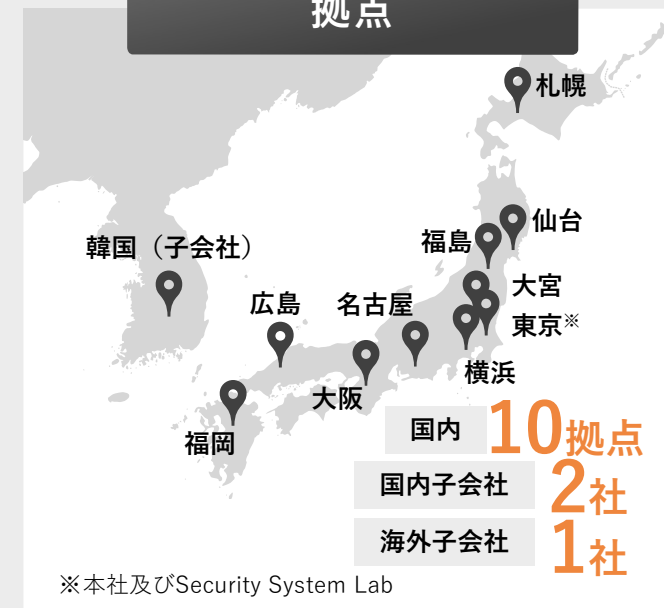 拠点
札幌
仙台
福島
韓国（子会社）
大宮
広島
名古屋
東京※
横浜
大阪
福岡
国内 10拠点
国内子会社 2社
海外子会社 1社
※本社及びSecurity System Lab